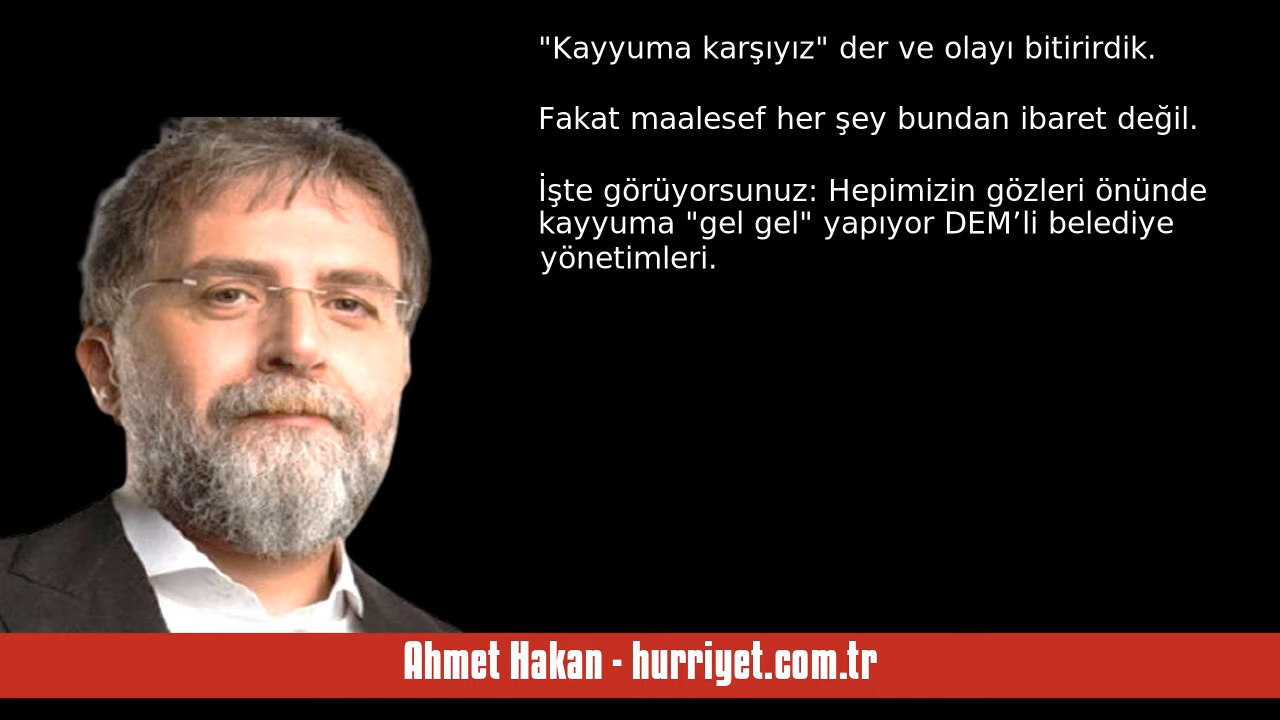 "Kayyuma karşıyız" der ve olayı bitirirdik.
Fakat maalesef her şey bundan ibaret değil.
İşte görüyorsunuz: Hepimizin gözleri önünde
kayyuma "gel gel" yapıyor DEM’li belediye
yönetimleri.
Ahmet Hakan - hurriyet.com.tr